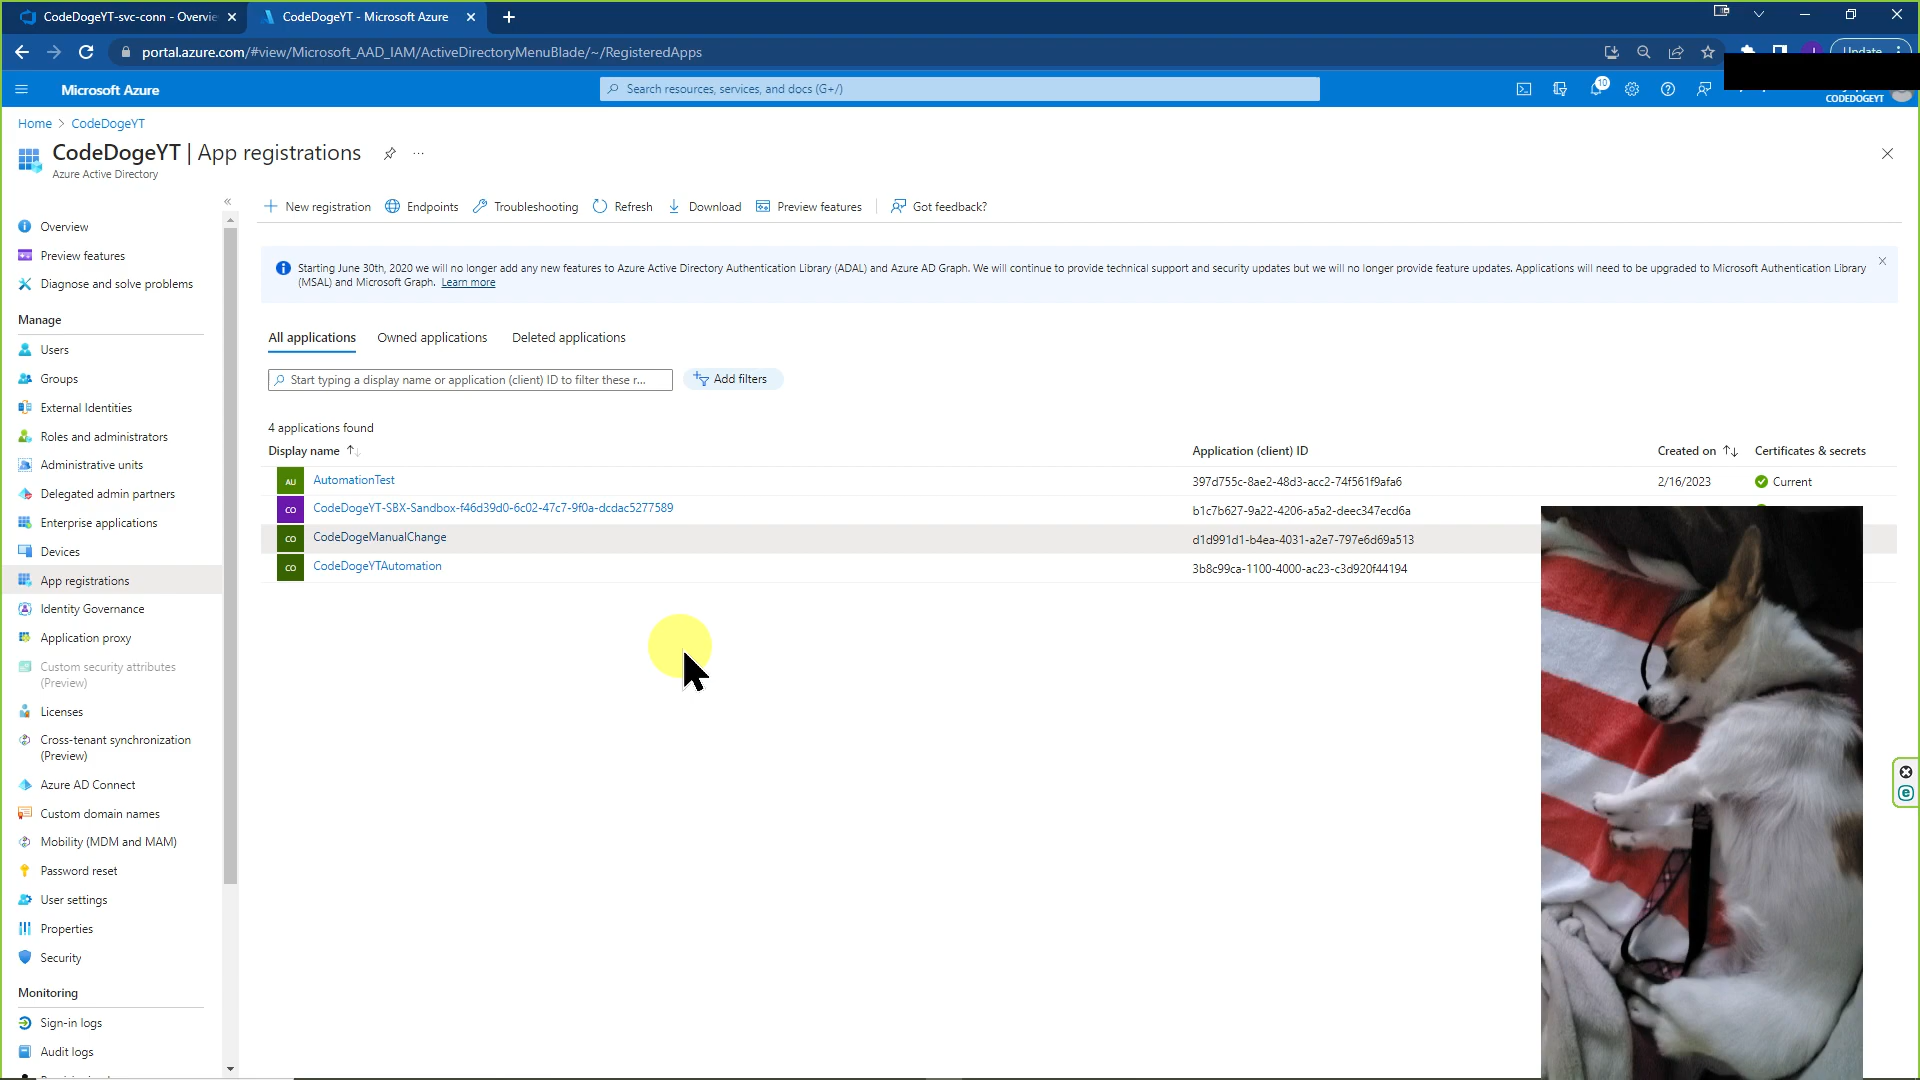 CodeDogeYT-svc-conn - Overvie
CodeDogeYT - Microsoft Azure
portal.azure.com/#view/Microsoft_AAD_IAM/ActiveDirectoryMenuBlade/~/RegisteredApps
Microsoft Azure
Search resources, services, and docs (G+/)
10
CODEDOGEYT
Home > CodeDogeYT
CodeDogeYT | App registrations
Azure Active Directory
New registration
Endpoints
Troubleshooting
Refresh
Download
Preview features
Got feedback?
Overview
Preview features
Diagnose and solve problems
Manage
Users
Groups
External Identities
Roles and administrators
Administrative units
Delegated admin partners
Enterprise applications
Devices
App registrations
Identity Governance
Application proxy
Custom security attributes
(Preview)
Licenses
Cross-tenant synchronization
(Preview)
Azure AD Connect
Custom domain names
Mobility (MDM and MAM)
Password reset
User settings
Properties
Security
Monitoring
Sign-in logs
Audit logs
Starting June 30th, 2020 we will no longer add any new features to Azure Active Directory Authentication Library (ADAL) and Azure AD Graph. We will continue to provide technical support and security updates but we will no longer provide feature updates. Applications will need to be upgraded to Microsoft Authentication Library
(MSAL) and Microsoft Graph. Learn more
All applications
Owned applications
Deleted applications
Start typing a display name or application (client) ID to filter these r...
Add filters
4 applications found
Display name
Application (client) ID
Created on
Certificates & secrets
AU AutomationTest 397d755c-8ae2-48d3-acc2-74f561f9afa6 2/16/2023 Current
CO CodeDogeYT-SBX-Sandbox-f46d39d0-6c02-47c7-9f0a-dcdac5277589 b1c7b627-9a22-4206-a5a2-deec347ecd6a
CO CodeDogeManualChange d1d991d1-b4ea-4031-a2e7-797e6d69a513
CO CodeDogeYTAutomation 3b8c99ca-1100-4000-ac23-c3d920f44194